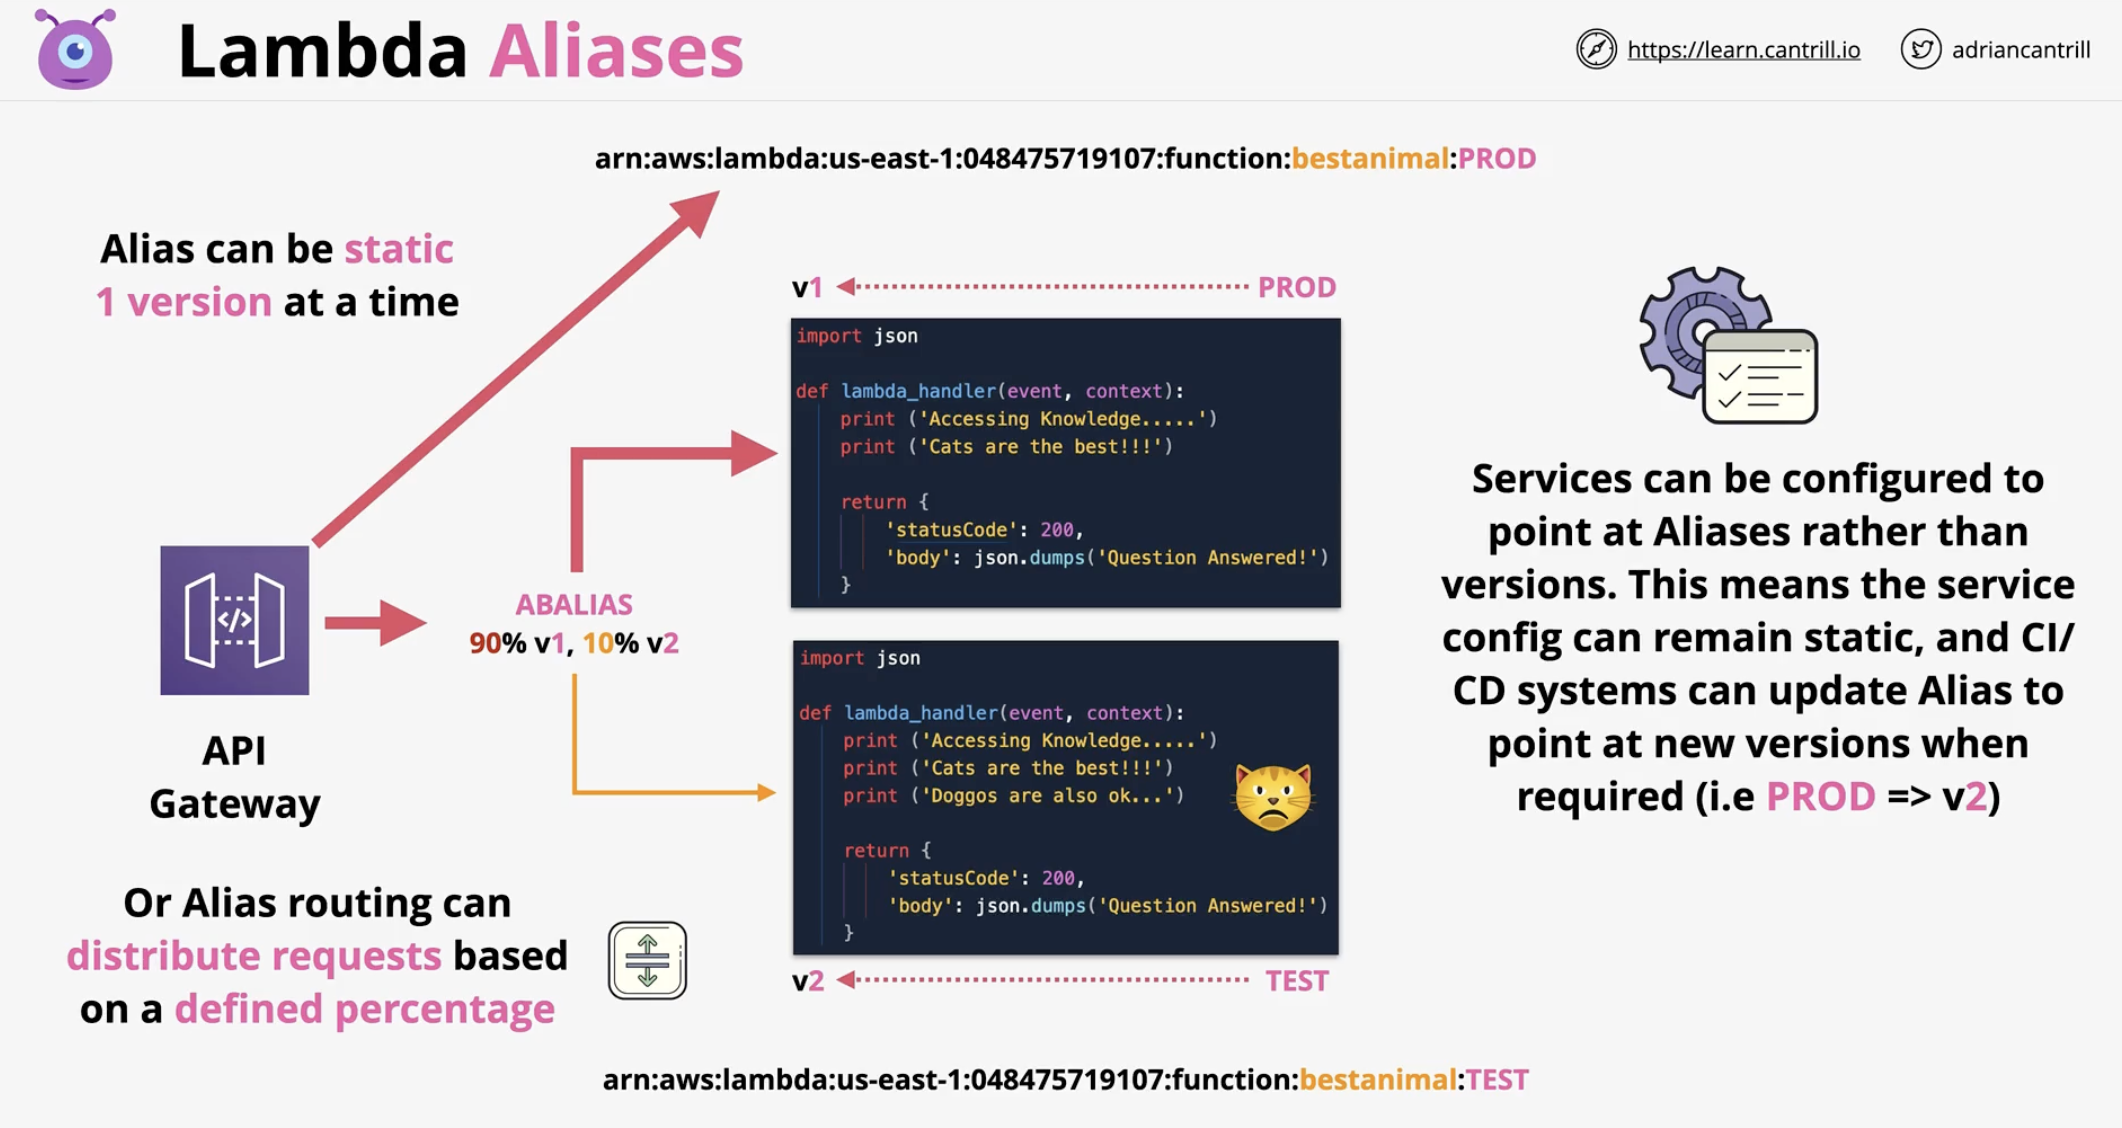 Lambda Aliases
https://learn.cantrill.io
adriancantrill
arn:aws:lambda:us-east-1:048475719107:function:bestanimal:PROD
Alias can be static
1 version at a time
v1
PROD
import json
def lambda_handler(event, context):
print ('Accessing Knowledge.....')
print ('Cats are the best!!!')
return {
'statusCode': 200,
'body': json.dumps('Question Answered!')
}
</>
API
Gateway
ABALIAS
90% v1, 10% v2
import json
def lambda_handler(event, context):
print ('Accessing Knowledge.....')
print ('Cats are the best!!!')
print ('Doggos are also ok...')
return {
'statusCode': 200,
'body': json.dumps('Question Answered!')
}
v2
TEST
Services can be configured to
point at Aliases rather than
versions. This means the service
config can remain static, and CI/
CD systems can update Alias to
point at new versions when
required (i.e PROD => v2)
Or Alias routing can
distribute requests based
on a defined percentage
arn:aws:lambda:us-east-1:048475719107:function:bestanimal:TEST